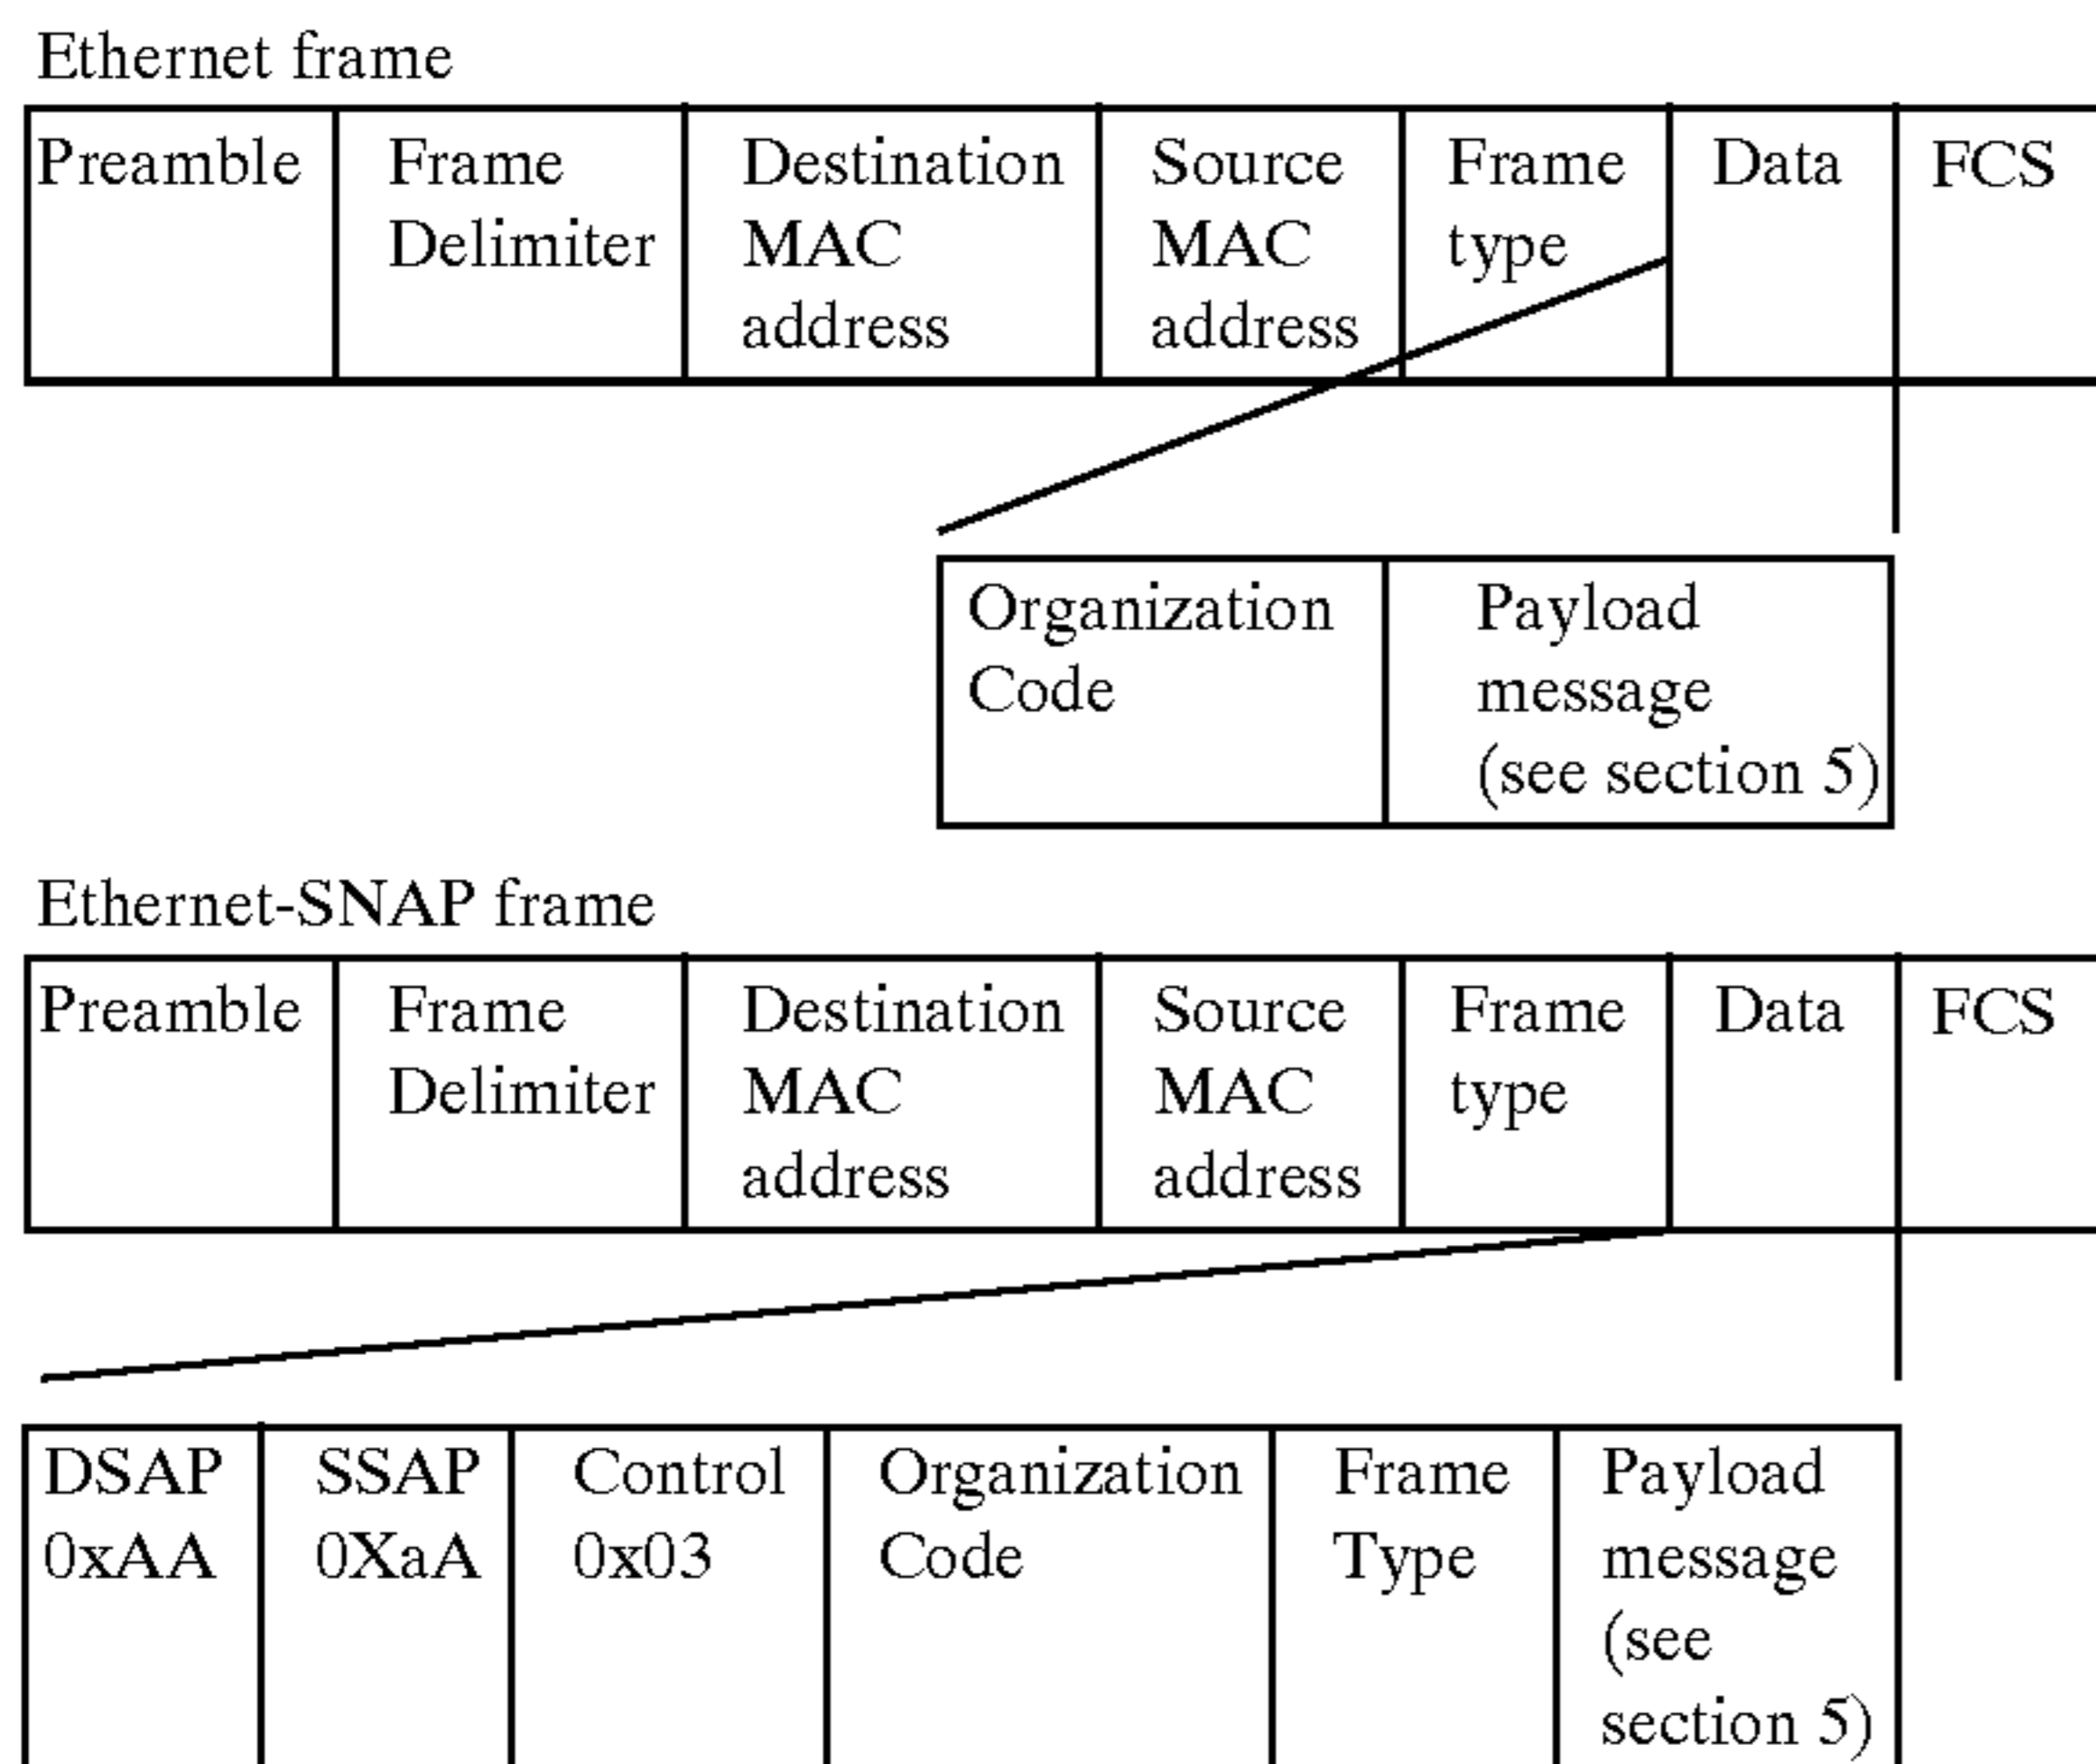 Ethernet frame
Preamble
Frame
Delimiter
Destination
MAC
address
Source
MAC
address
Frame
type
Data
FCS
Organization
Code
Payload
message
(see section 5)
Ethernet-SNAP frame
Preamble
Frame
Delimiter
Destination
MAC
address
Source
MAC
address
Frame
type
Data
FCS
DSAP
0xAA
SSAP
0XaA
Control
0x03
Organization
Code
Frame
Type
Payload
message
(see
section 5)